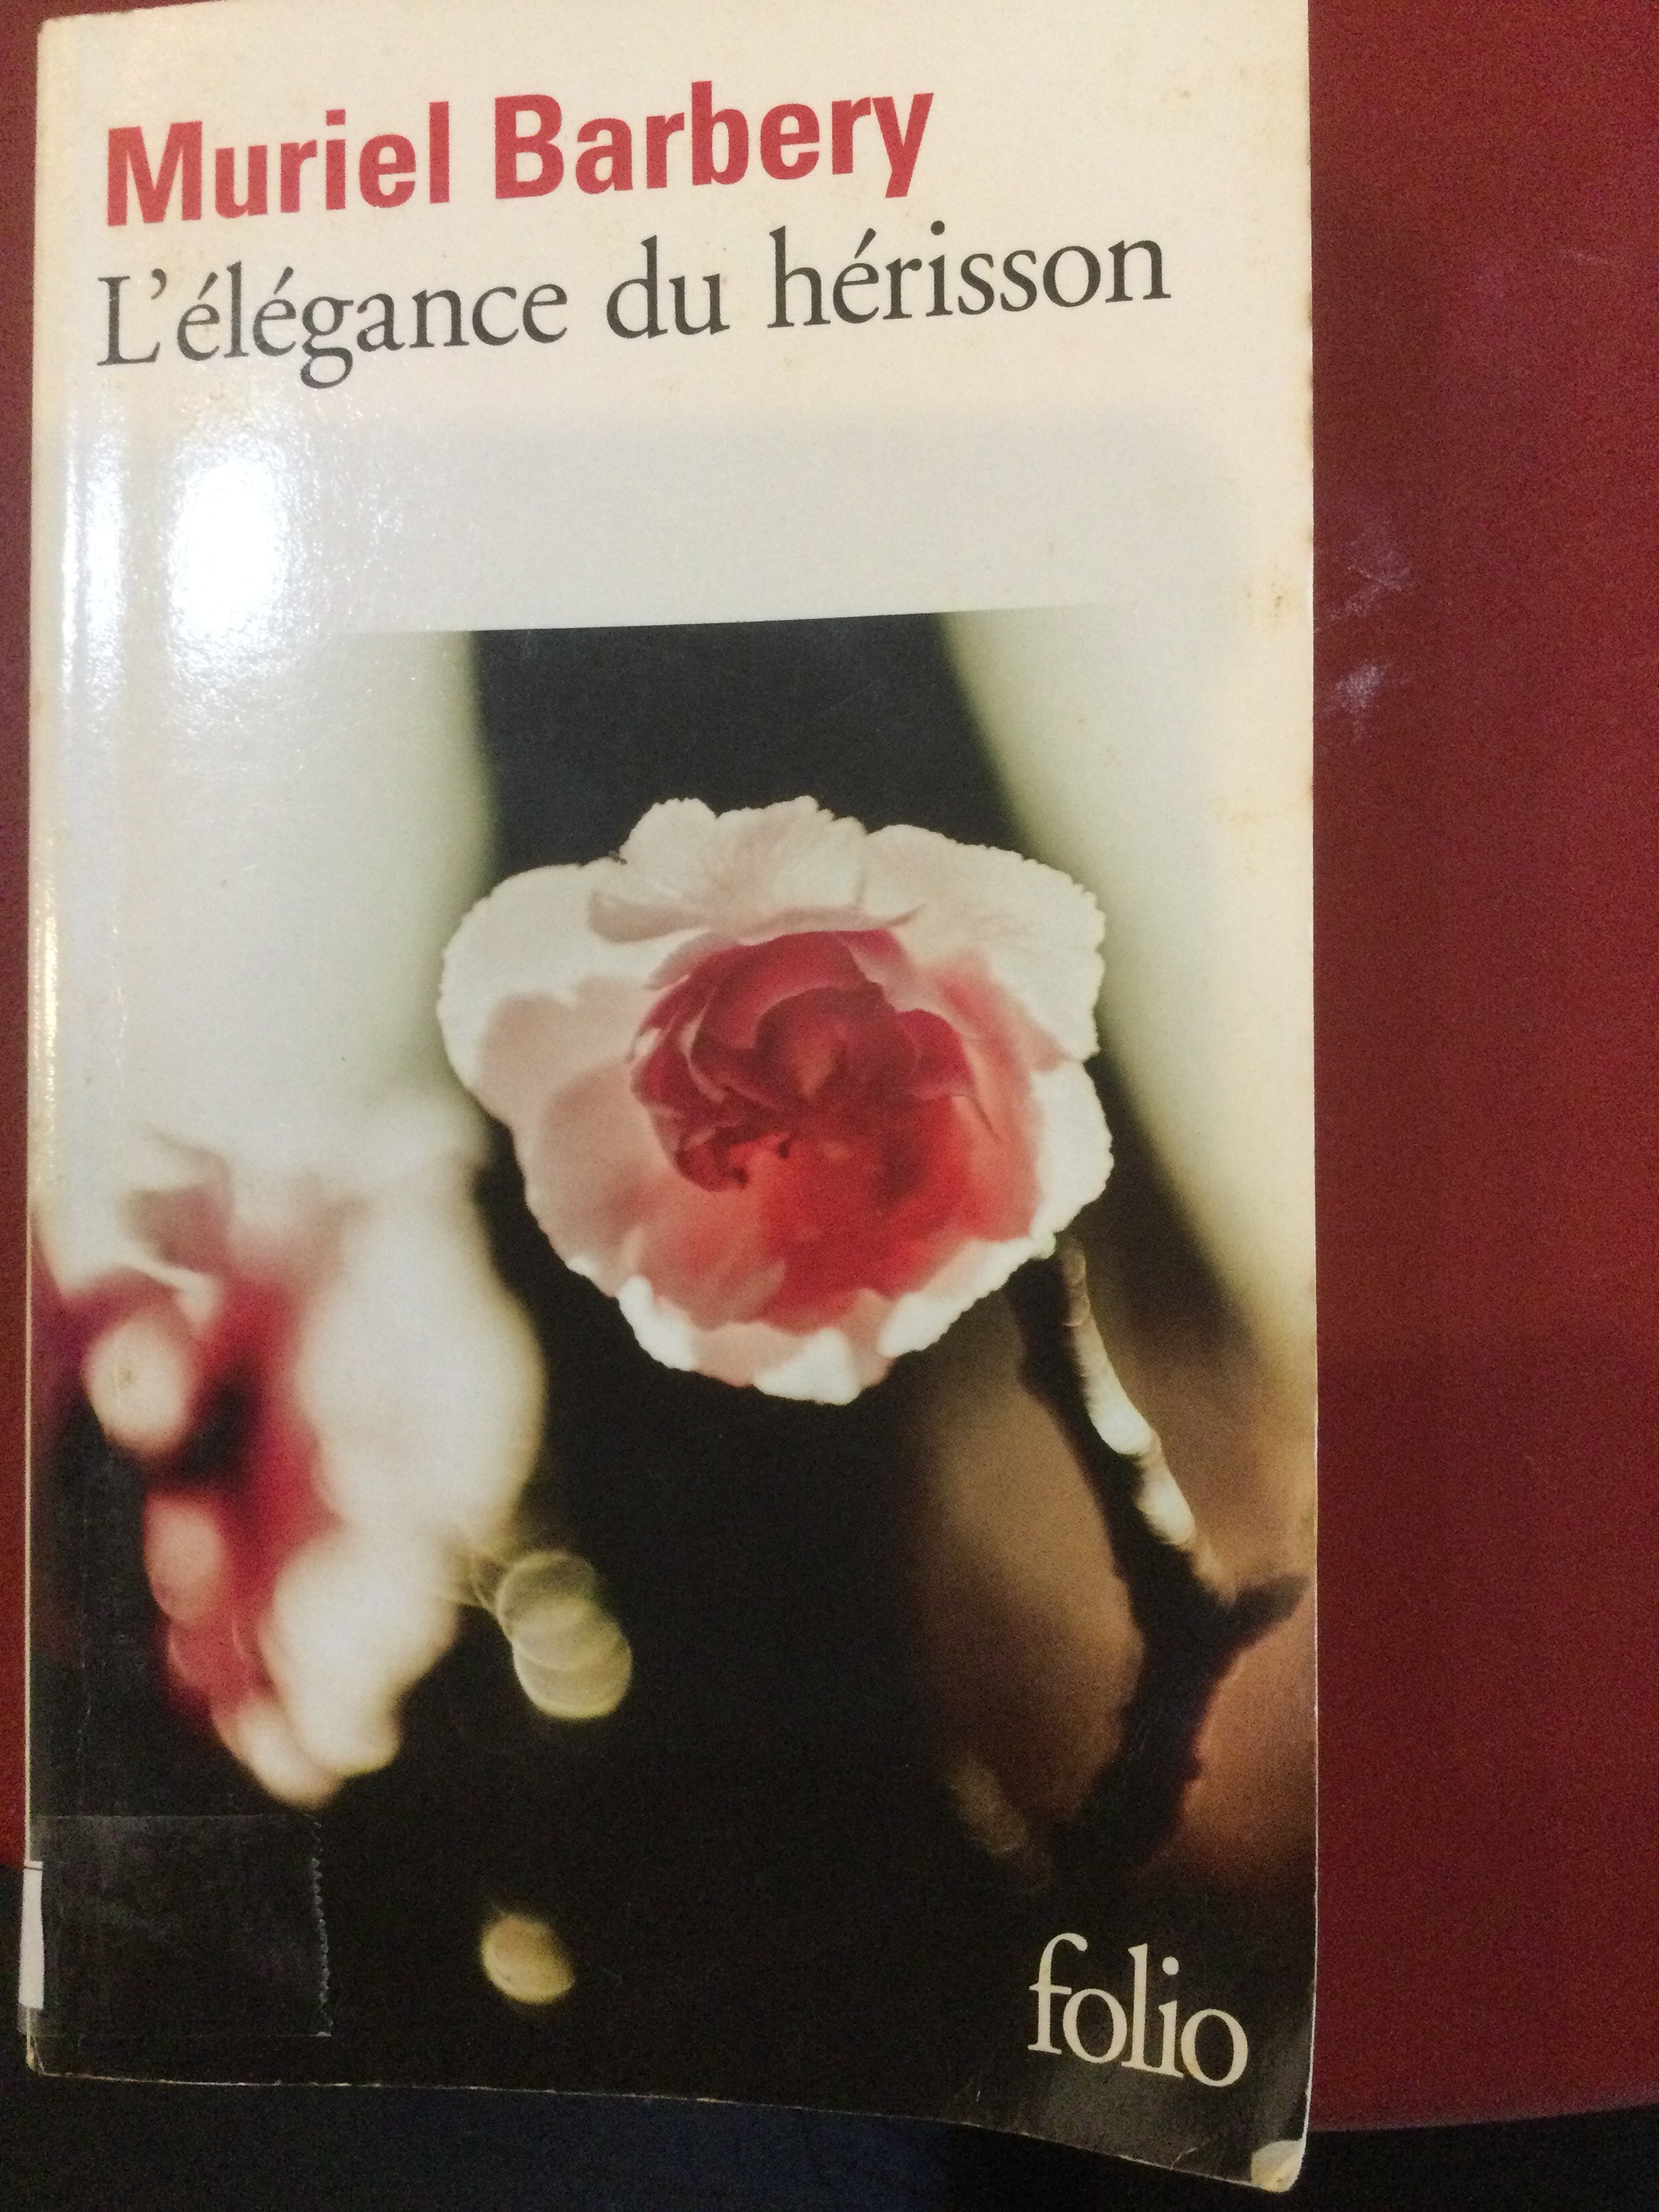 Muriel Barbery
L'élégance du hérisson
folio